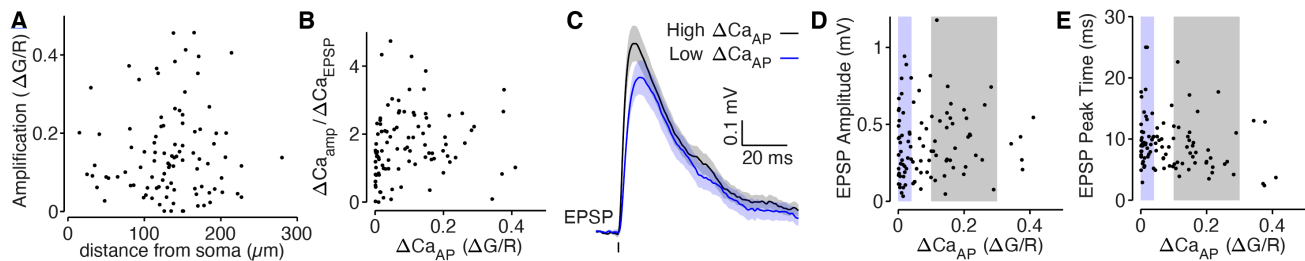 A
Amplification (ΔG/R)
0.4
0.2
0
0
100
200
300
distance from soma (µm)
B
ΔCa_amp / ΔCa_EPSP
4
2
0
0
0.2
0.4
ΔCa_AP (ΔG/R)
C
High ΔCa_AP
Low ΔCa_AP
0.1 mV
20 ms
EPSP
D
EPSP Amplitude (mV)
1
0.5
0
0
0.2
0.4
ΔCa_AP (ΔG/R)
E
EPSP Peak Time (ms)
30
20
10
0
0
0.2
0.4
ΔCa_AP (ΔG/R)